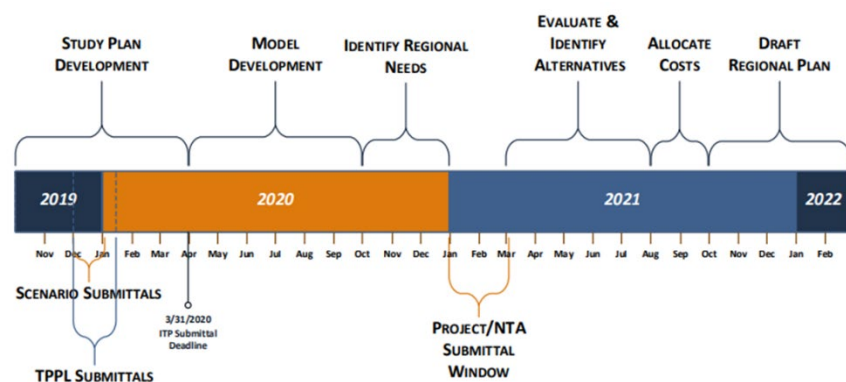 STUDY PLAN
DEVELOPMENT
MODEL
DEVELOPMENT
IDENTIFY REGIONAL
NEEDS
EVALUATE &
IDENTIFY
ALTERNATIVES
ALLOCATE
COSTS
DRAFT
REGIONAL PLAN
2019 2020 2021 2022
Nov Dec Jan Feb Mar Apr May Jun Jul Aug Sep Oct Nov Dec Jan Feb Mar Apr May Jun Jul Aug Sep Oct Nov Dec Jan Feb
SCENARIO SUBMITTALS
3/31/2020
ITP Submittal
Deadline
TPPL SUBMITTALS
PROJECT/NTA
SUBMITTAL
WINDOW